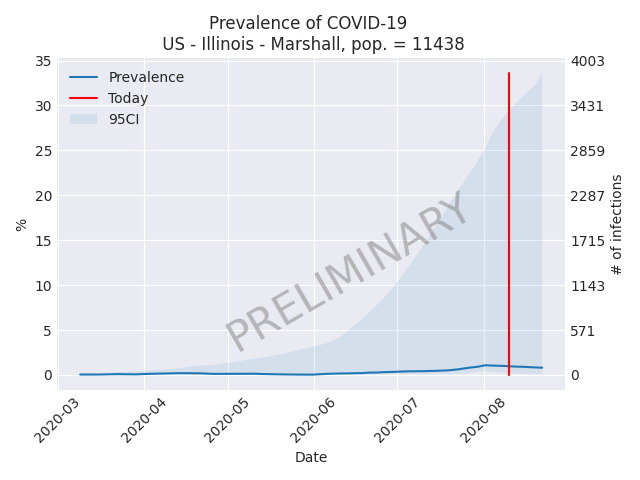 Prevalence of COVID-19
US - Illinois - Marshall, pop. = 11438
Prevalence
Today
95CI
PRELIMINARY
%
35
30
25
20
15
10
5
0
4003
3431
2859
2287
1715
1143
571
0
# of infections
2020-03
2020-04
2020-05
2020-06
2020-07
2020-08
Date